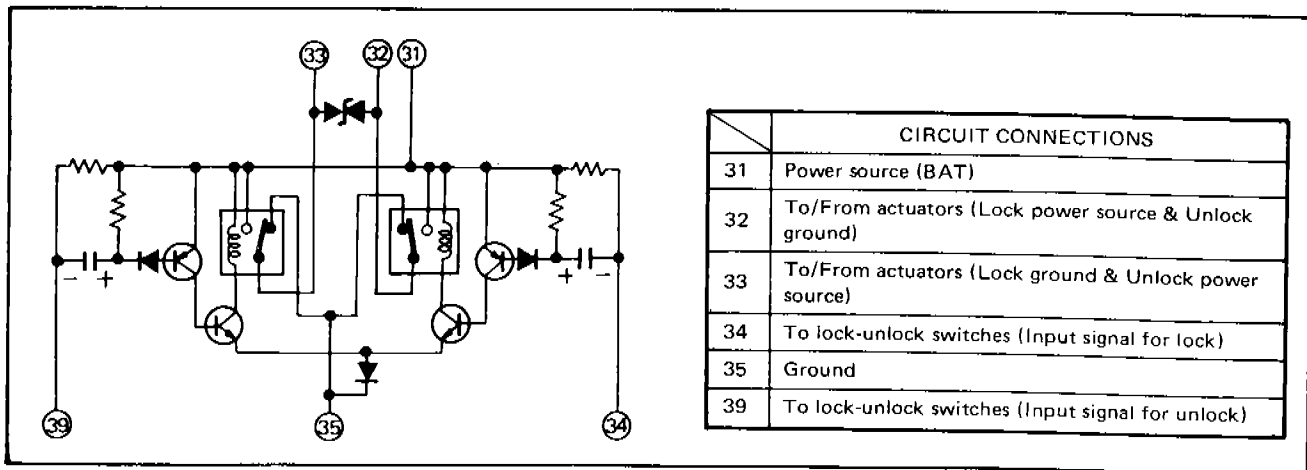 33 32 31
+ -
- +
39 35 34
CIRCUIT CONNECTIONS
31 Power source (BAT)
32 To/From actuators (Lock power source & Unlock
ground)
33 To/From actuators (Lock ground & Unlock power
source)
34 To lock-unlock switches (Input signal for lock)
35 Ground
39 To lock-unlock switches (Input signal for unlock)